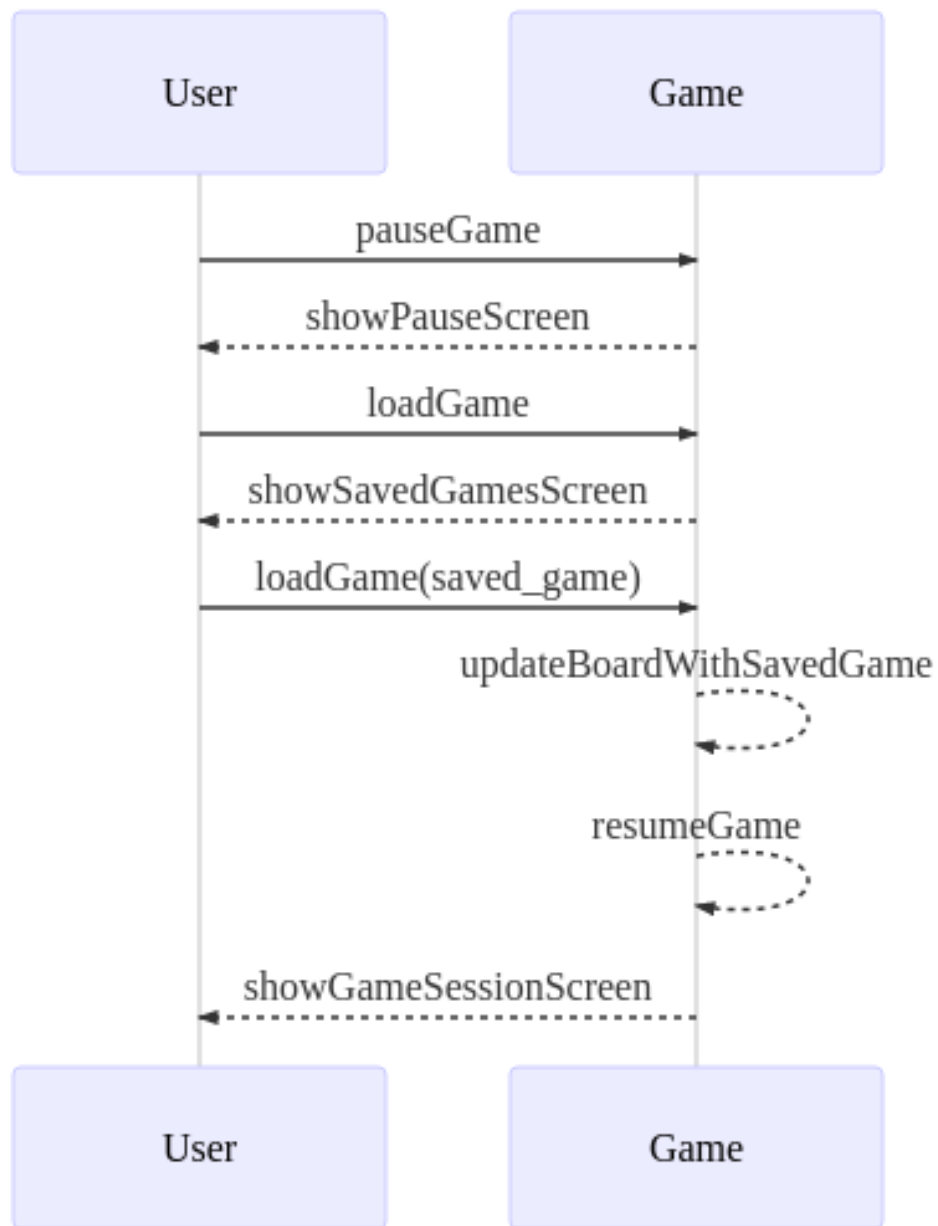 User
Game
pauseGame
showPauseScreen
loadGame
showSavedGamesScreen
loadGame(saved_game)
updateBoardWithSavedGame
resumeGame
showGameSessionScreen
User
Game